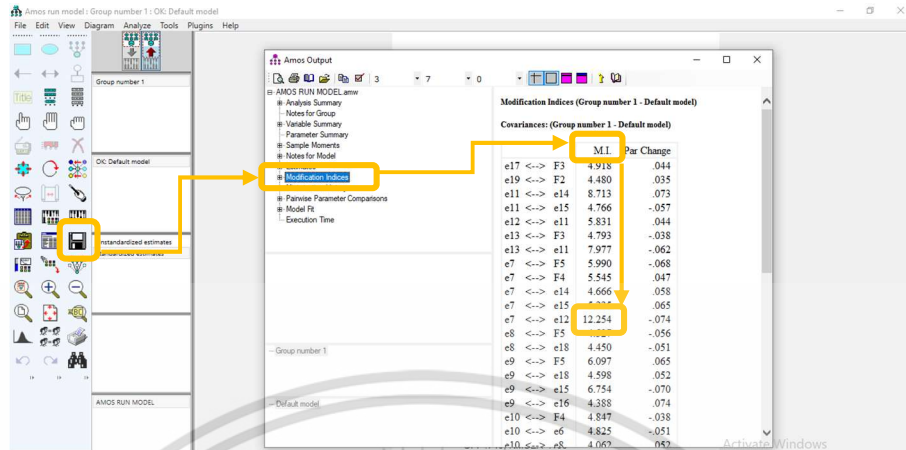 Amos run model : Group number 1 : OK: Default model
File Edit View Diagram Analyze Tools Plugins Help
Title
Group number 1
OK: Default model
Unstandardized estimates
Standardized estimates
AMOS RUN MODEL
Amos Output
3 7 0
AMOS RUN MODEL.amw
Analysis Summary
Notes for Group
Variable Summary
Parameter Summary
Sample Moments
Notes for Model
Modification Indices
Pairwise Parameter Comparisons
Model Fit
Execution Time
Group number 1
Default model
Modification Indices (Group number 1 - Default model)
Covariances: (Group number 1 - Default model)
M.I. Par Change
e17 <--> F3 4.918 .044
e19 <--> F2 4.480 .035
e11 <--> e14 8.713 .073
e11 <--> e15 4.766 -.057
e12 <--> e11 5.831 .044
e13 <--> F3 4.793 -.038
e13 <--> e11 7.977 -.062
e7 <--> F5 5.990 -.068
e7 <--> F4 5.545 .047
e7 <--> e14 4.666 .058
e7 <--> e15 .065
e7 <--> e12 12.254 -.074
e8 <--> F5 -.056
e8 <--> e18 4.450 -.051
e9 <--> F5 6.097 .065
e9 <--> e18 4.598 .052
e9 <--> e15 6.754 -.070
e9 <--> e16 4.388 .074
e10 <--> F4 4.847 -.038
e10 <--> e6 4.825 -.051
e10 <--> e8 4.062 .052
Activate Windows